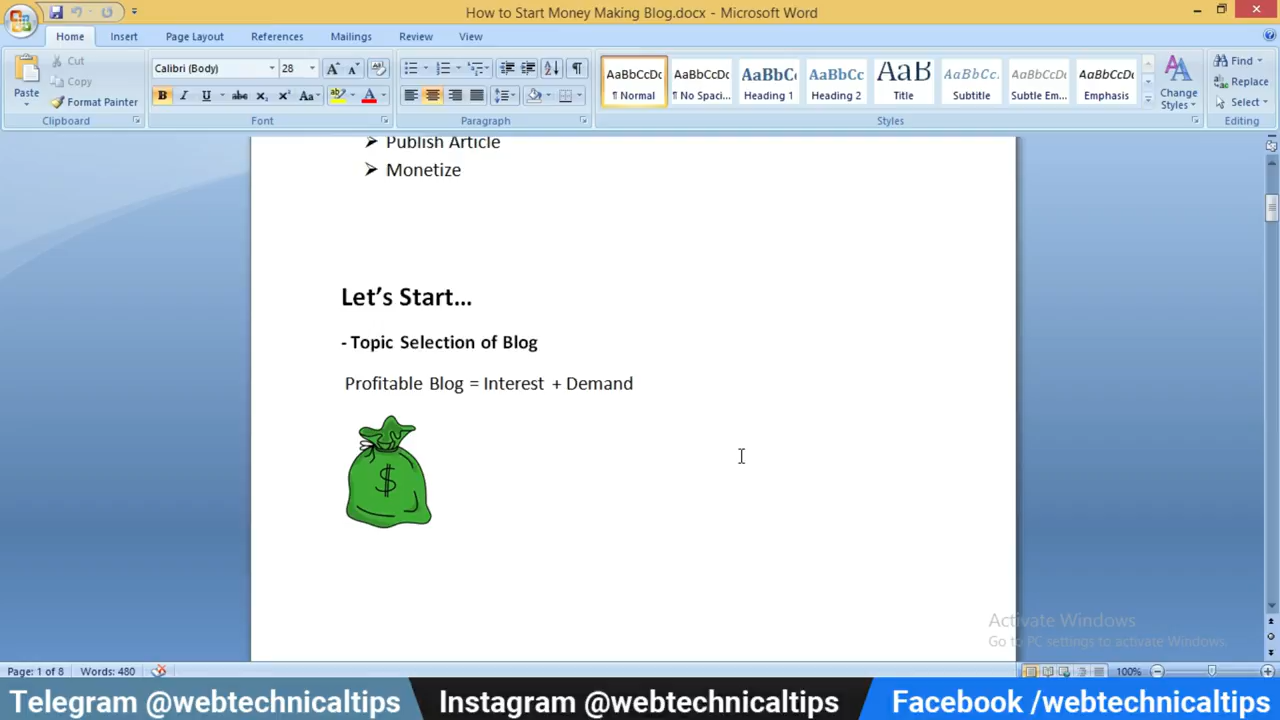 How to Start Money Making Blog.docx - Microsoft Word
Home Insert Page Layout References Mailings Review View
Paste
Cut
Copy
Format Painter
Clipboard
Calibri (Body) 28
Font
Paragraph
AaBbCcDc AaBbCcDc AaBbC AaBbCc AaB AaBbCc. AaBbCcDc AaBbCcDc
¶ Normal ¶ No Spaci... Heading 1 Heading 2 Title Subtitle Subtle Em... Emphasis
Styles
Change Styles
Find
Replace
Select
Editing
Publish Article
Monetize
Let’s Start...
- Topic Selection of Blog
Profitable Blog = Interest + Demand
$
Activate Windows
Go to PC settings to activate Windows.
Page: 1 of 8 Words: 480 100%
Telegram @webtechnicaltips Instagram @webtechnicaltips Facebook /webtechnicaltips